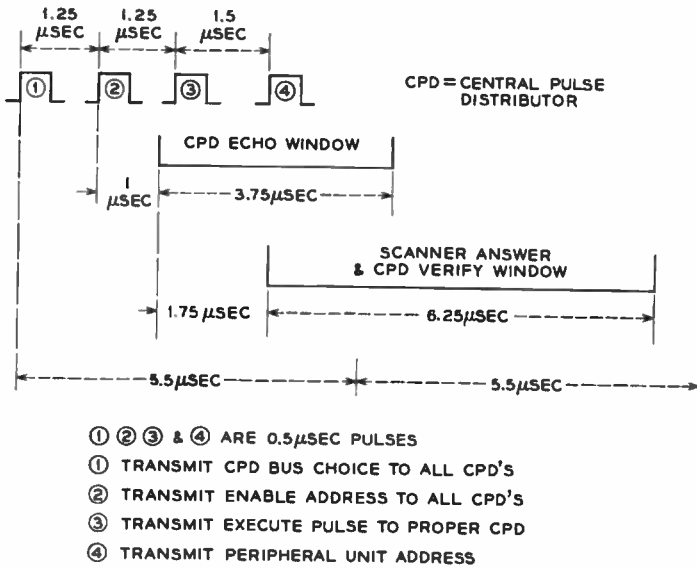 1.25 μSEC
1.25 μSEC
1.5 μSEC
① ② ③ ④
CPD = CENTRAL PULSE
DISTRIBUTOR
CPD ECHO WINDOW
1 μSEC
3.75μSEC
SCANNER ANSWER
& CPD VERIFY WINDOW
1.75 μSEC
6.25μSEC
5.5μSEC
5.5μSEC
① ② ③ & ④ ARE 0.5μSEC PULSES
① TRANSMIT CPD BUS CHOICE TO ALL CPD'S
② TRANSMIT ENABLE ADDRESS TO ALL CPD'S
③ TRANSMIT EXECUTE PULSE TO PROPER CPD
④ TRANSMIT PERIPHERAL UNIT ADDRESS